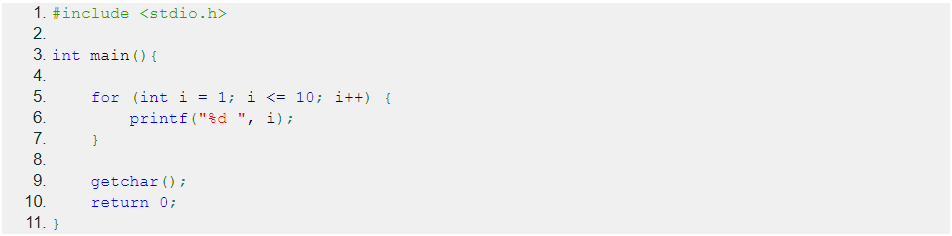 1. #include <stdio.h>
2.
3. int main(){
4.
5.     for (int i = 1; i <= 10; i++) {
6.         printf("%d ", i);
7.     }
8.
9.     getchar();
10.     return 0;
11. }